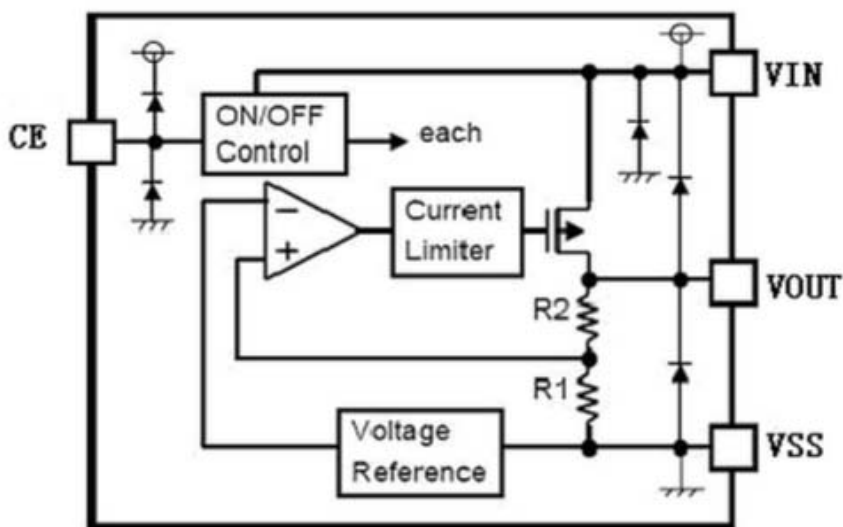 VIN
CE
ON/OFF
Control
each
−
+
Current
Limiter
VOUT
R2
R1
Voltage
Reference
VSS